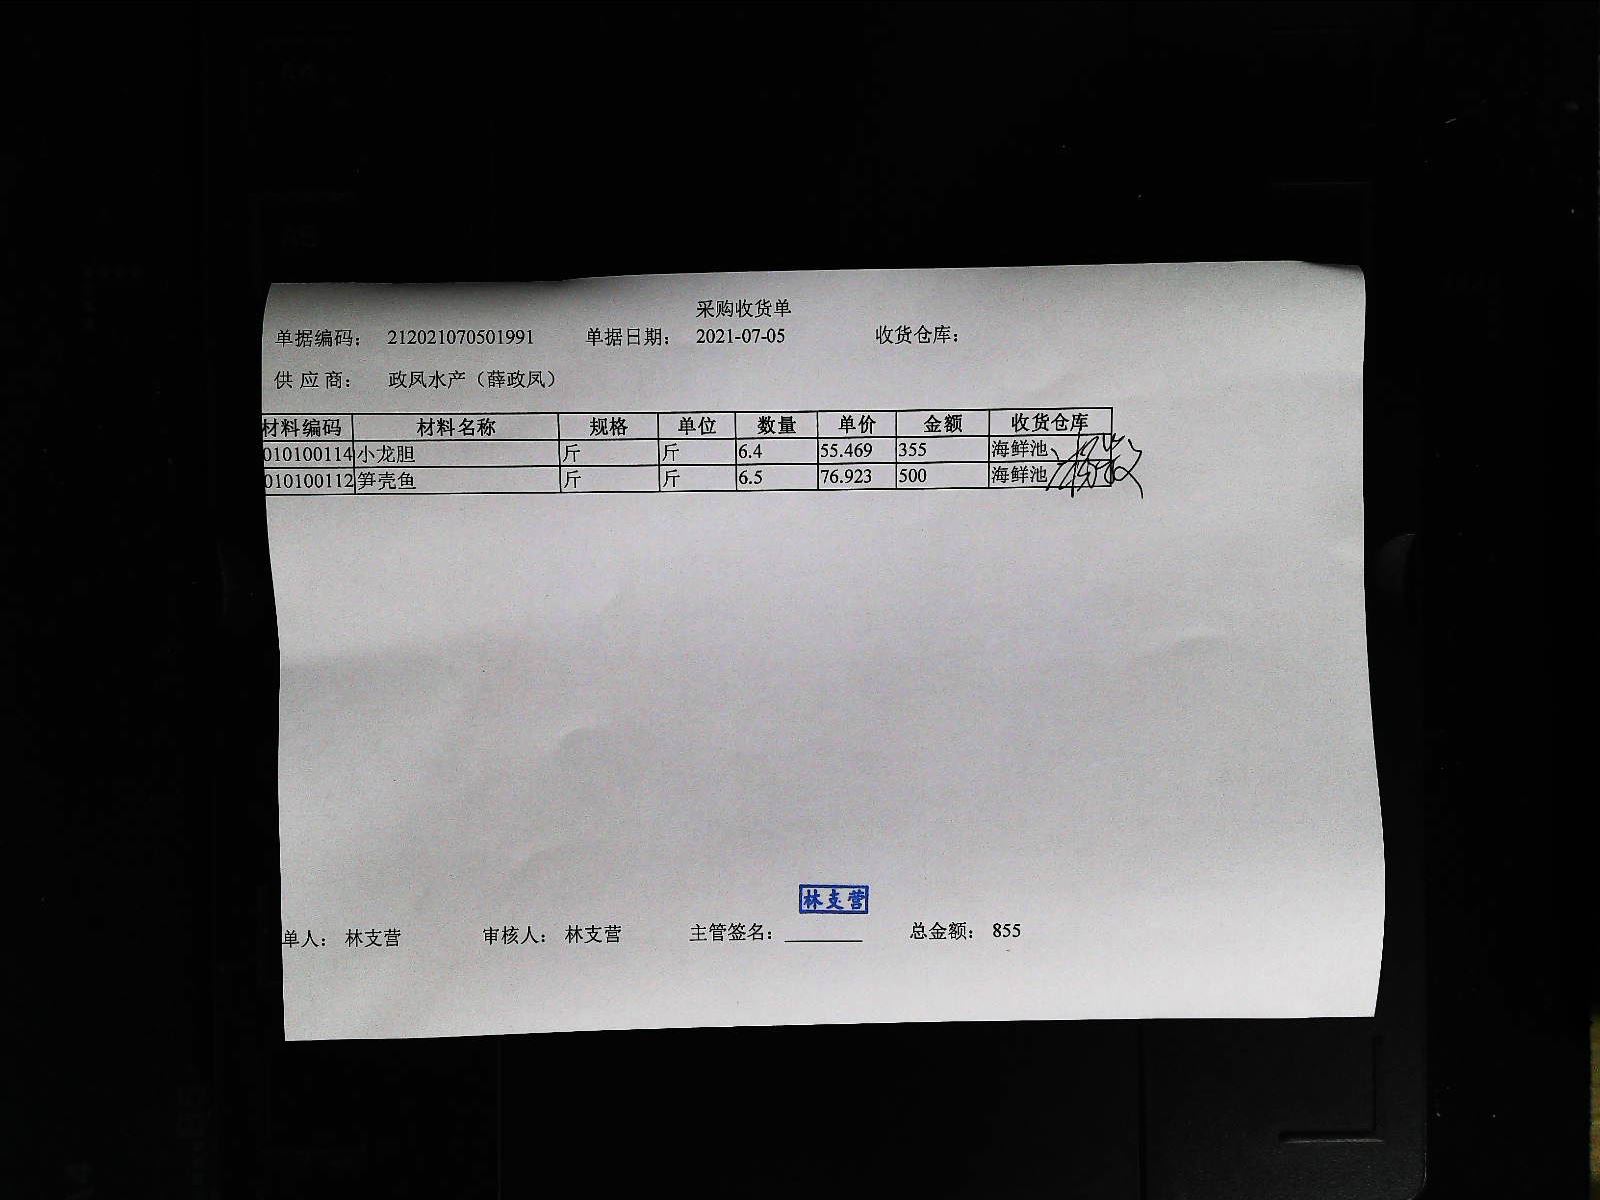 采购收货单
单据编码： 212021070501991 单据日期： 2021-07-05 收货仓库：
供应商： 政凤水产（薛政凤）
材料编码 材料名称 规格 单位 数量 单价 金额 收货仓库
010100114 小龙胆 斤 斤 6.4 55.469 355 海鲜池
010100112 笋壳鱼 斤 斤 6.5 76.923 500 海鲜池
林支营
单人： 林支营 审核人： 林支营 主管签名： 总金额： 855